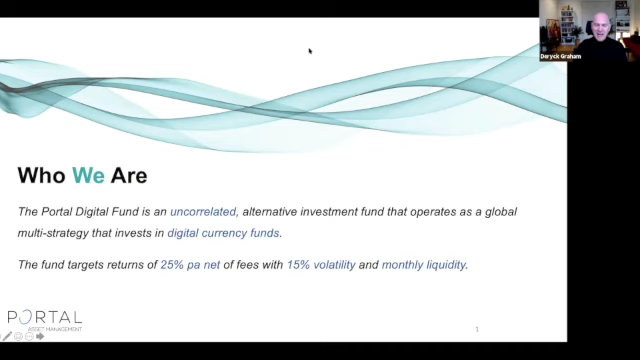 Deryck Graham
Who We Are
The Portal Digital Fund is an uncorrelated, alternative investment fund that operates as a global
multi-strategy that invests in digital currency funds.
The fund targets returns of 25% pa net of fees with 15% volatility and monthly liquidity.
PORTAL
ASSET MANAGEMENT
1